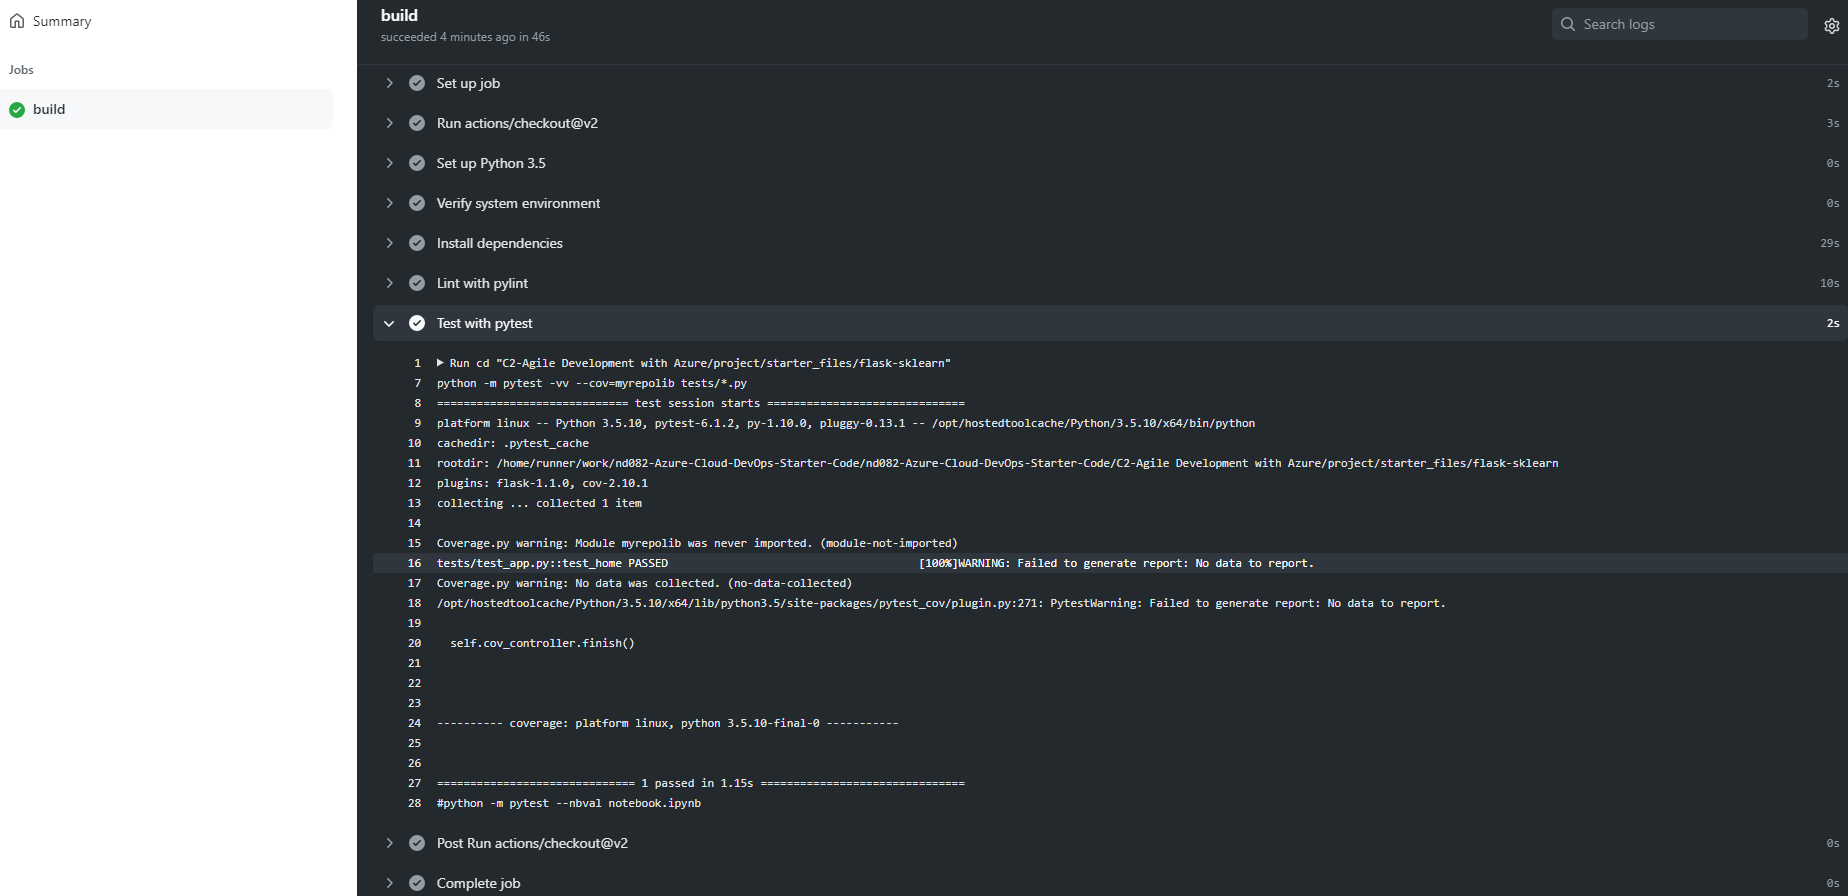 Summary
Jobs
build
build
succeeded 4 minutes ago in 46s
Search logs
Set up job 2s
Run actions/checkout@v2 3s
Set up Python 3.5 0s
Verify system environment 0s
Install dependencies 29s
Lint with pylint 10s
Test with pytest 2s
1 ▶ Run cd "C2-Agile Development with Azure/project/starter_files/flask-sklearn"
7 python -m pytest -vv --cov=myrepolib tests/*.py
8 ============================= test session starts ==============================
9 platform linux -- Python 3.5.10, pytest-6.1.2, py-1.10.0, pluggy-0.13.1 -- /opt/hostedtoolcache/Python/3.5.10/x64/bin/python
10 cachedir: .pytest_cache
11 rootdir: /home/runner/work/nd082-Azure-Cloud-DevOps-Starter-Code/nd082-Azure-Cloud-DevOps-Starter-Code/C2-Agile Development with Azure/project/starter_files/flask-sklearn
12 plugins: flask-1.1.0, cov-2.10.1
13 collecting ... collected 1 item
14
15 Coverage.py warning: Module myrepolib was never imported. (module-not-imported)
16 tests/test_app.py::test_home PASSED [100%]WARNING: Failed to generate report: No data to report.
17 Coverage.py warning: No data was collected. (no-data-collected)
18 /opt/hostedtoolcache/Python/3.5.10/x64/lib/python3.5/site-packages/pytest_cov/plugin.py:271: PytestWarning: Failed to generate report: No data to report.
19
20 self.cov_controller.finish()
21
22
23
24 ---------- coverage: platform linux, python 3.5.10-final-0 -----------
25
26
27 ============================== 1 passed in 1.15s ===============================
28 #python -m pytest --nbval notebook.ipynb
Post Run actions/checkout@v2 0s
Complete job 0s